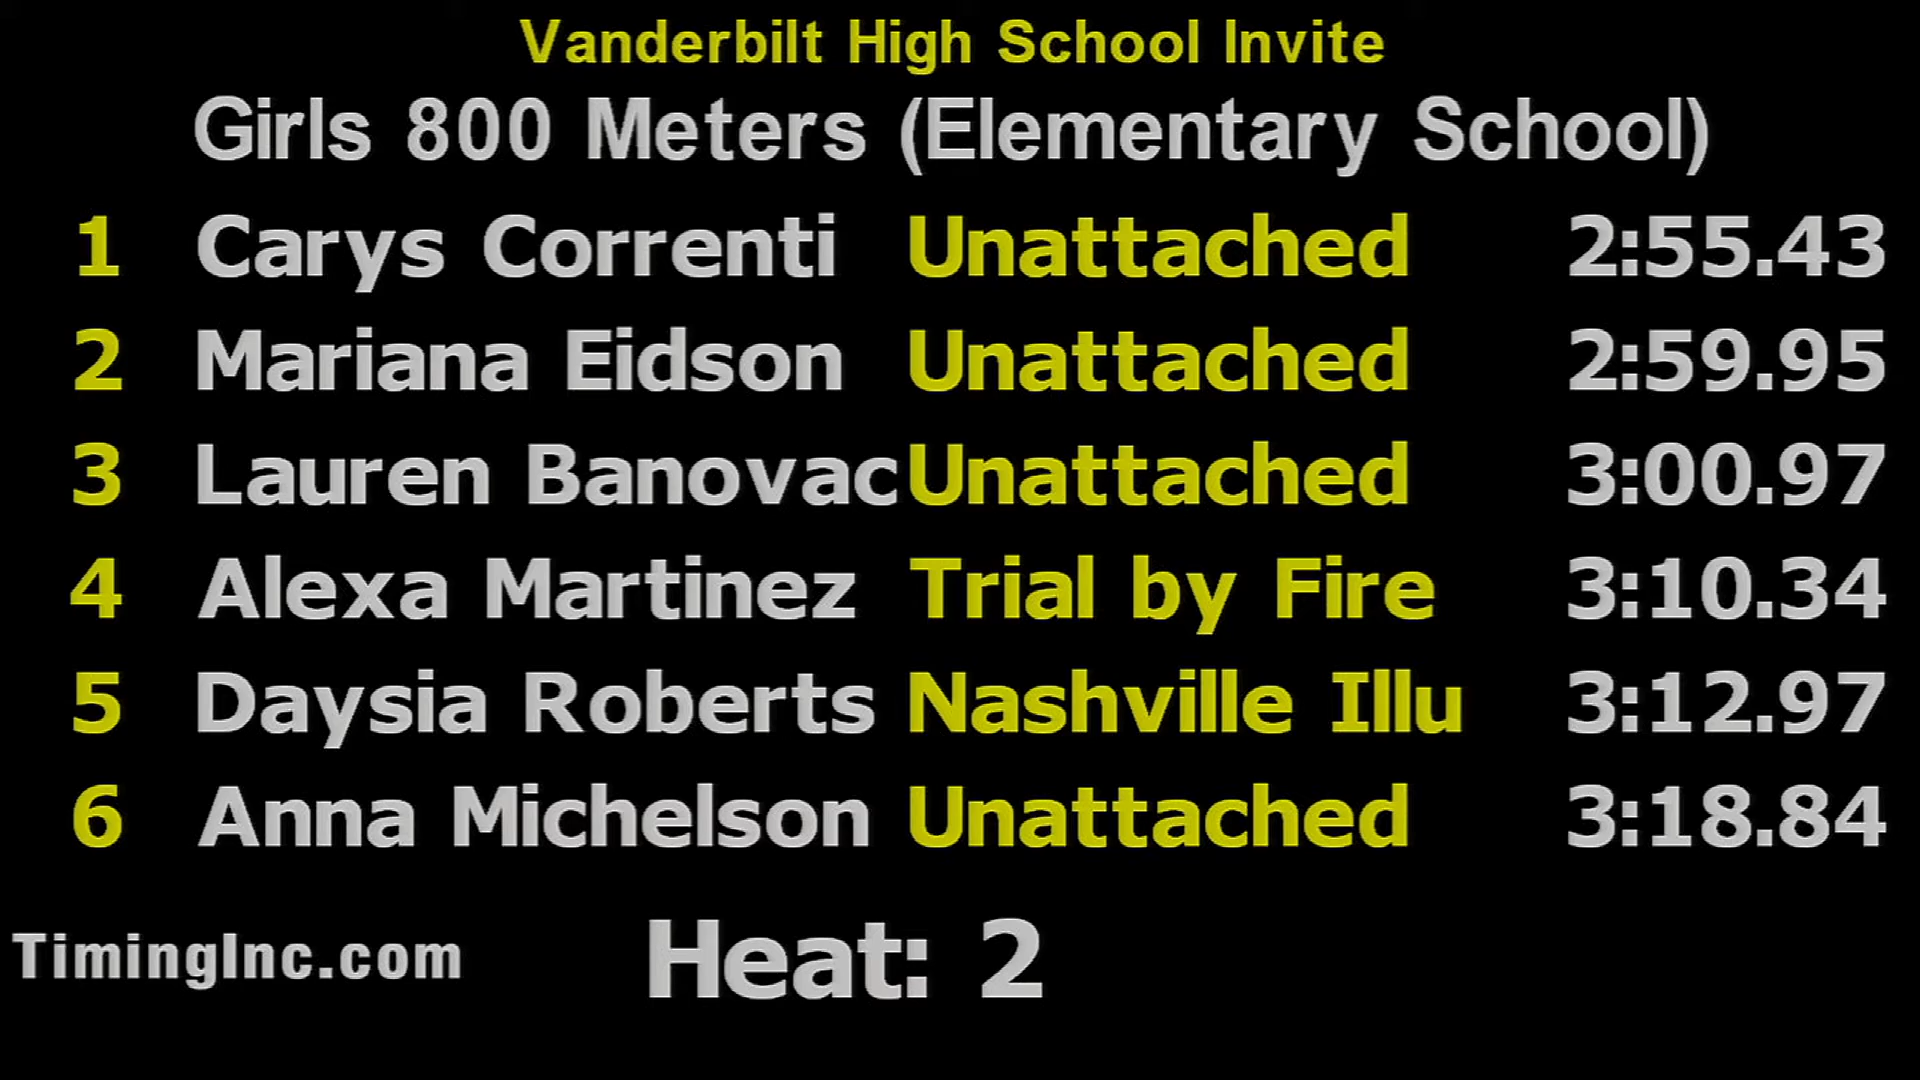 Vanderbilt High School Invite
Girls 800 Meters (Elementary School)
1 Carys Correnti Unattached 2:55.43
2 Mariana Eidson Unattached 2:59.95
3 Lauren Banovac Unattached 3:00.97
4 Alexa Martinez Trial by Fire 3:10.34
5 Daysia Roberts Nashville Illu 3:12.97
6 Anna Michelson Unattached 3:18.84
TimingInc.com Heat: 2